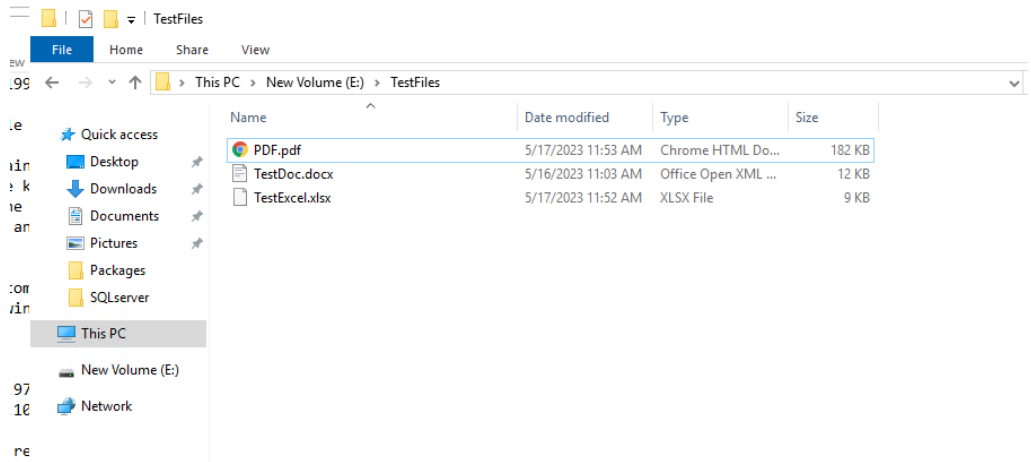 TestFiles
File Home Share View
This PC > New Volume (E:) > TestFiles
Quick access
Desktop
Downloads
Documents
Pictures
Packages
SQLserver
This PC
New Volume (E:)
Network
Name Date modified Type Size
PDF.pdf 5/17/2023 11:53 AM Chrome HTML Do... 182 KB
TestDoc.docx 5/16/2023 11:03 AM Office Open XML ... 12 KB
TestExcel.xlsx 5/17/2023 11:52 AM XLSX File 9 KB